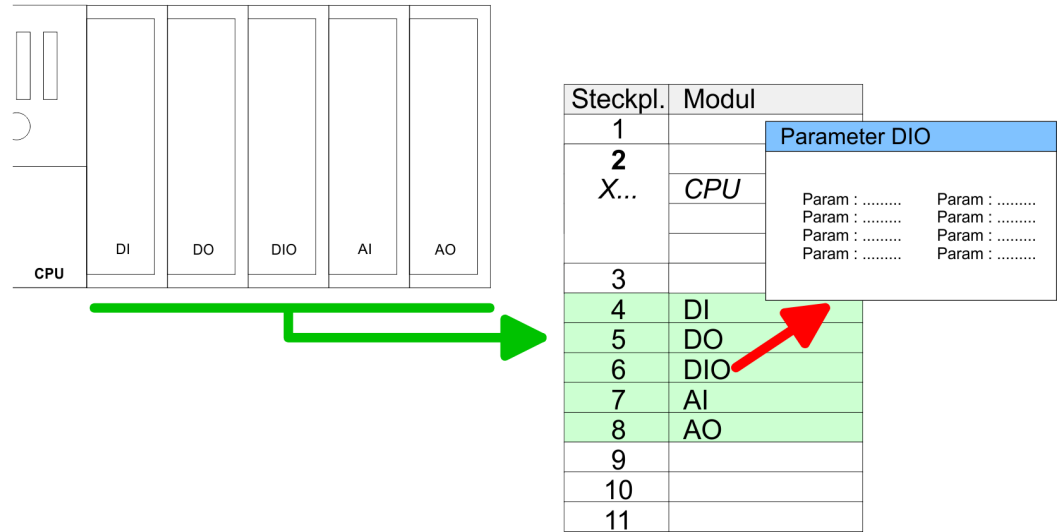 CPU
DI
DO
DIO
AI
AO
Steckpl. Modul
1
2
X... CPU
3
4 DI
5 DO
6 DIO
7 AI
8 AO
9
10
11
Parameter DIO
Param : ......... Param : .........
Param : ......... Param : .........
Param : ......... Param : .........
Param : ......... Param : .........